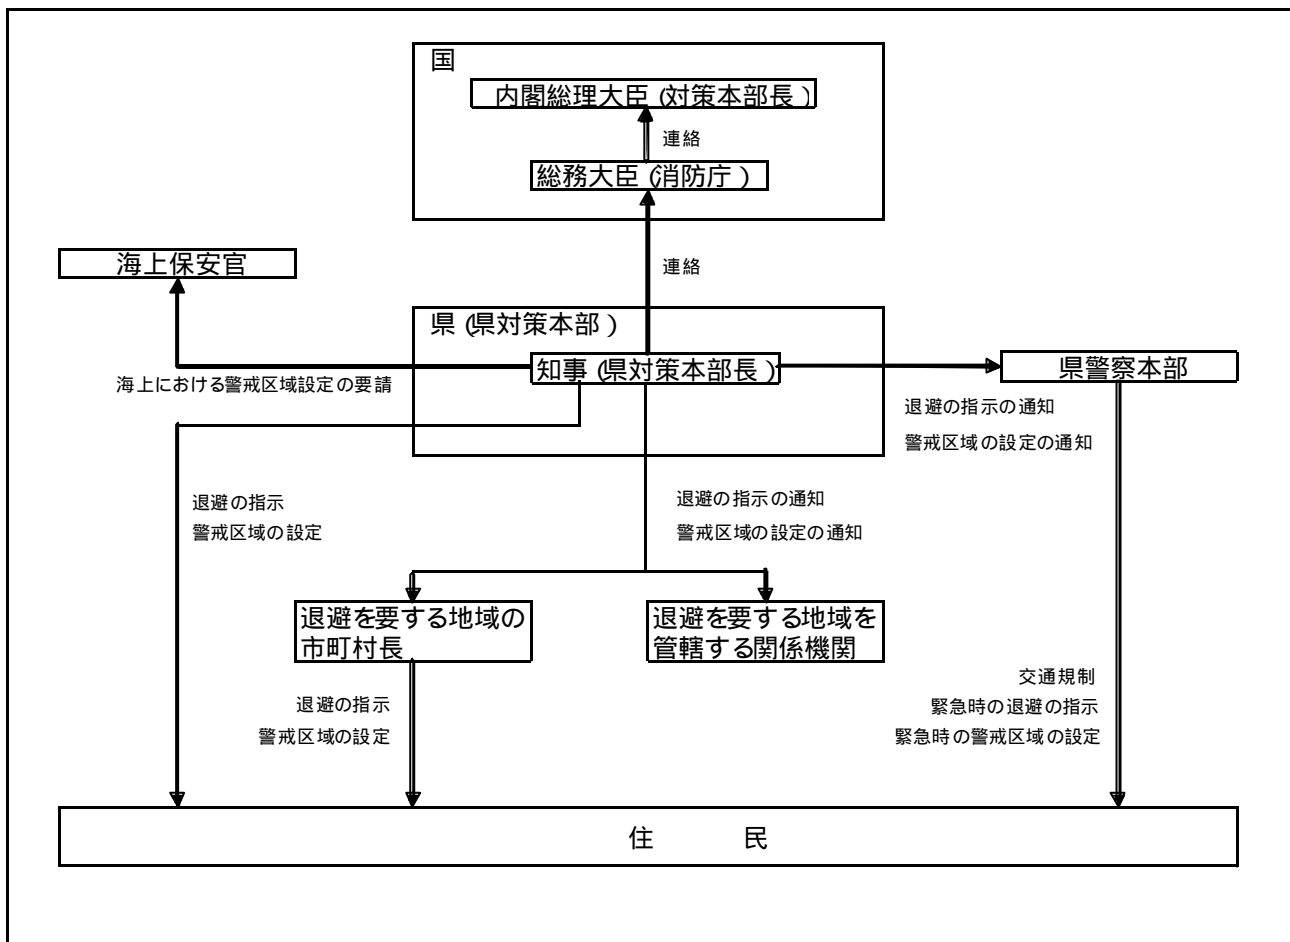 国
内閣総理大臣(対策本部長)
連絡
総務大臣(消防庁)
海上保安官
連絡
県(県対策本部)
知事(県対策本部長)
県警察本部
海上における警戒区域設定の要請
退避の指示の通知
警戒区域の設定の通知
退避の指示
警戒区域の設定
退避の指示の通知
警戒区域の設定の通知
退避を要する地域の
市町村長
退避を要する地域を
管轄する関係機関
退避の指示
警戒区域の設定
交通規制
緊急時の退避の指示
緊急時の警戒区域の設定
住 民